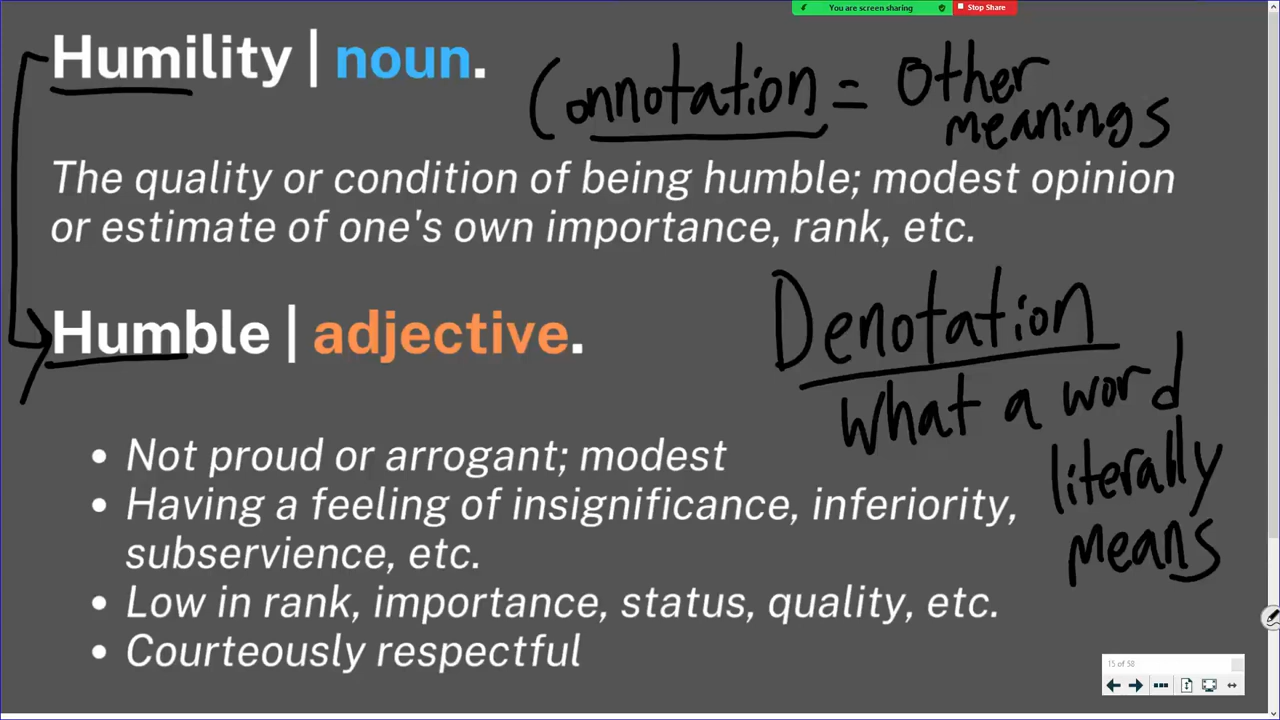 You are screen sharing
Stop Share
Humility | noun.
Connotation = Other
meanings
The quality or condition of being humble; modest opinion
or estimate of one's own importance, rank, etc.
Denotation
Humble | adjective.
what a word
literally
means
• Not proud or arrogant; modest
• Having a feeling of insignificance, inferiority,
subservience, etc.
• Low in rank, importance, status, quality, etc.
• Courteously respectful
15 of 58